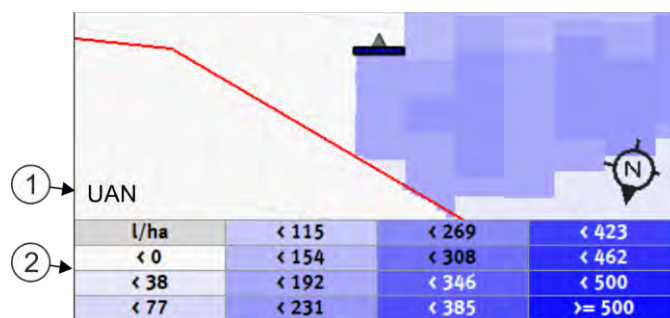 N
1
UAN
l/ha < 115 < 269 < 423
2
< 0 < 154 < 308 < 462
< 38 < 192 < 346 < 500
< 77 < 231 < 385 >= 500